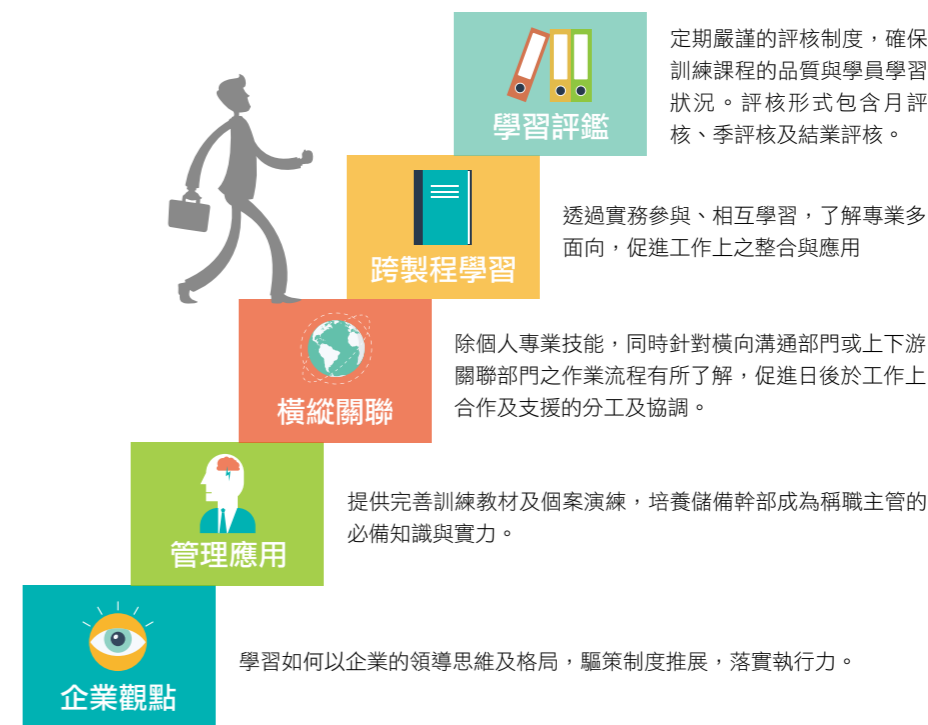 學習評鑑
定期嚴謹的評核制度，確保
訓練課程的品質與學員學習
狀況。評核形式包含月評
核、季評核及結業評核。
跨製程學習
透過實務參與、相互學習，了解專業多
面向，促進工作上之整合與應用
橫縱關聯
除個人專業技能，同時針對橫向溝通部門或上下游
關聯部門之作業流程有所了解，促進日後於工作上
合作及支援的分工及協調。
管理應用
提供完善訓練教材及個案演練，培養儲備幹部成為稱職主管的
必備知識與實力。
企業觀點
學習如何以企業的領導思維及格局，驅策制度推展，落實執行力。